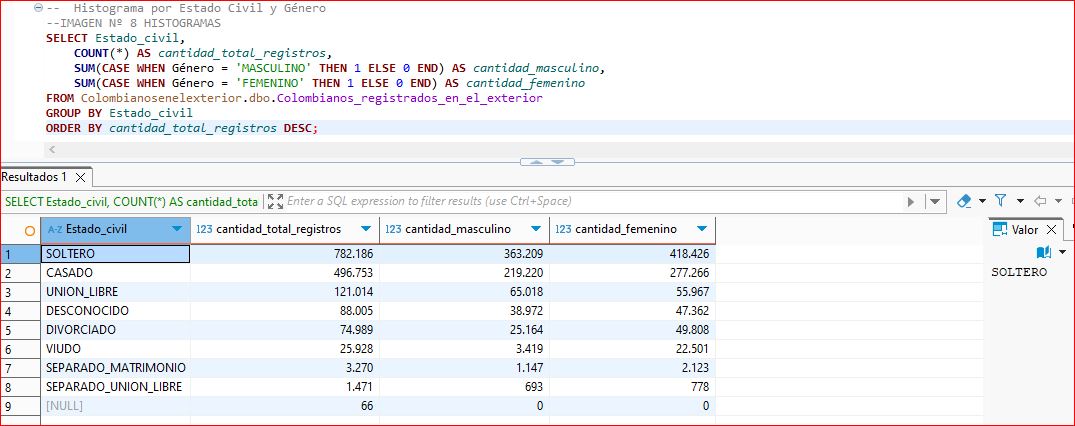 -- Histograma por Estado Civil y Género
--IMAGEN Nº 8 HISTOGRAMAS
SELECT Estado_civil,
COUNT(*) AS cantidad_total_registros,
SUM(CASE WHEN Género = 'MASCULINO' THEN 1 ELSE 0 END) AS cantidad_masculino,
SUM(CASE WHEN Género = 'FEMENINO' THEN 1 ELSE 0 END) AS cantidad_femenino
FROM Colombianosenelexterior.dbo.Colombianos_registrados_en_el_exterior
GROUP BY Estado_civil
ORDER BY cantidad_total_registros DESC;
Resultados 1
SELECT Estado_civil, COUNT(*) AS cantidad_tota Enter a SQL expression to filter results (use Ctrl+Space)
A-Z Estado_civil 123 cantidad_total_registros 123 cantidad_masculino 123 cantidad_femenino Valor
1 SOLTERO 782.186 363.209 418.426
SOLTERO
2 CASADO 496.753 219.220 277.266
3 UNION_LIBRE 121.014 65.018 55.967
4 DESCONOCIDO 88.005 38.972 47.362
5 DIVORCIADO 74.989 25.164 49.808
6 VIUDO 25.928 3.419 22.501
7 SEPARADO_MATRIMONIO 3.270 1.147 2.123
8 SEPARADO_UNION_LIBRE 1.471 693 778
9 [NULL] 66 0 0